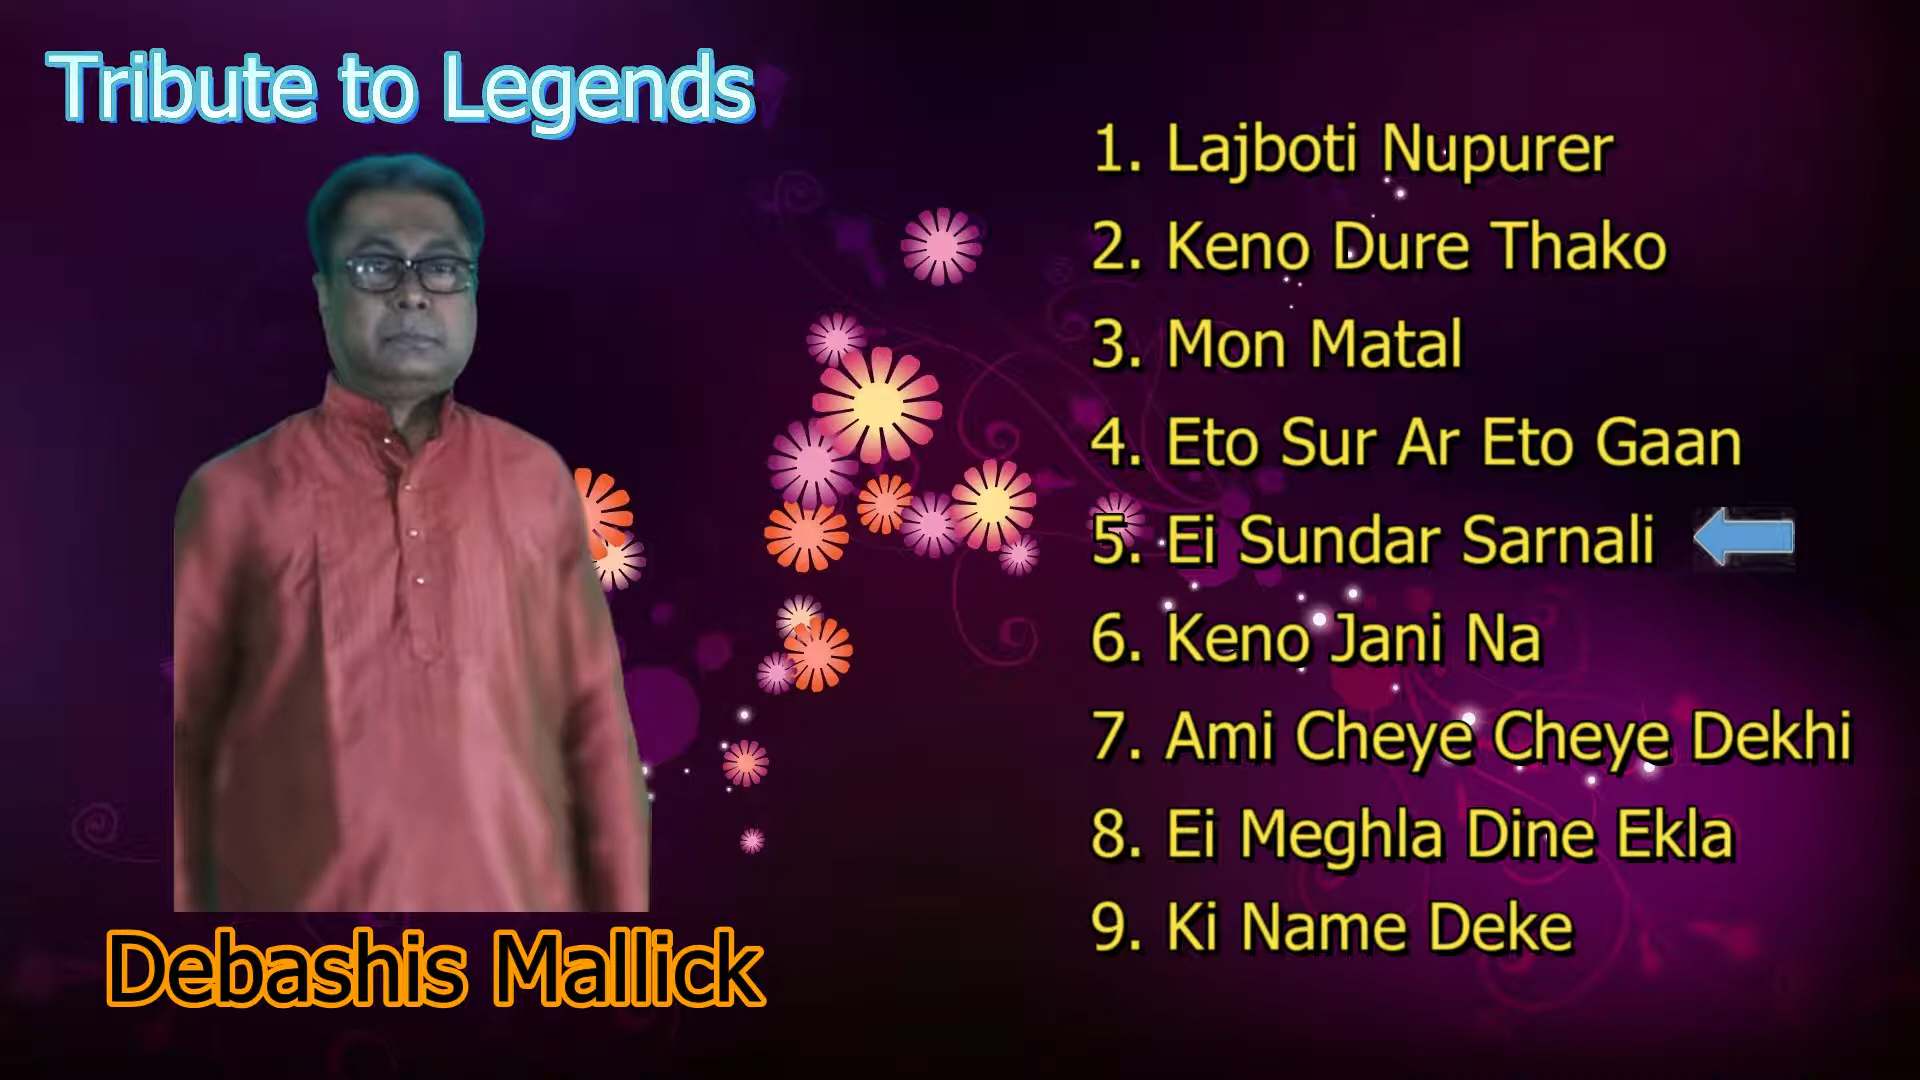 Tribute to Legends
1. Lajboti Nupurer
2. Keno Dure Thako
3. Mon Matal
4. Eto Sur Ar Eto Gaan
5. Ei Sundar Sarnali
6. Keno Jani Na
7. Ami Cheye Cheye Dekhi
8. Ei Meghla Dine Ekla
9. Ki Name Deke
Debashis Mallick